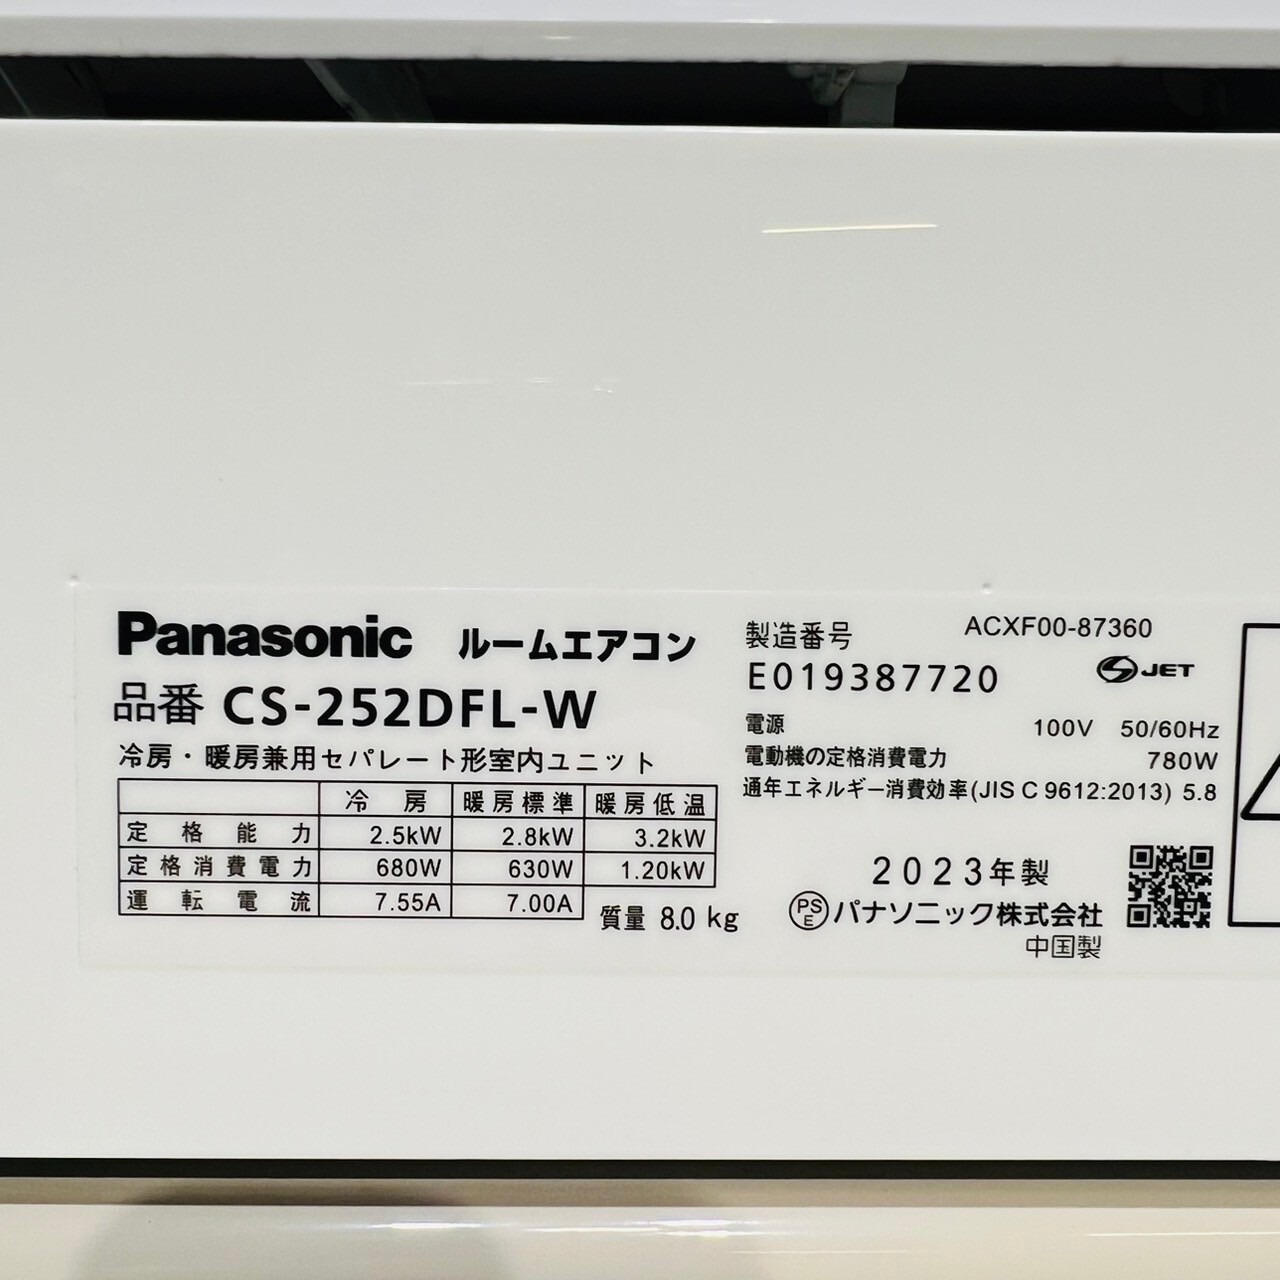 Panasonic ルームエアコン
品番 CS-252DFL-W
冷房・暖房兼用セパレート形室内ユニット
冷房 暖房標準 暖房低温
定格能力 2.5kW 2.8kW 3.2kW
定格消費電力 680W 630W 1.20kW
運転電流 7.55A 7.00A
質量 8.0 kg
製造番号 ACXF00-87360
E019387720
JET
電源 100V 50/60Hz
電動機の定格消費電力 780W
通年エネルギー消費効率(JIS C 9612:2013) 5.8
2023年製
PSE パナソニック株式会社
中国製